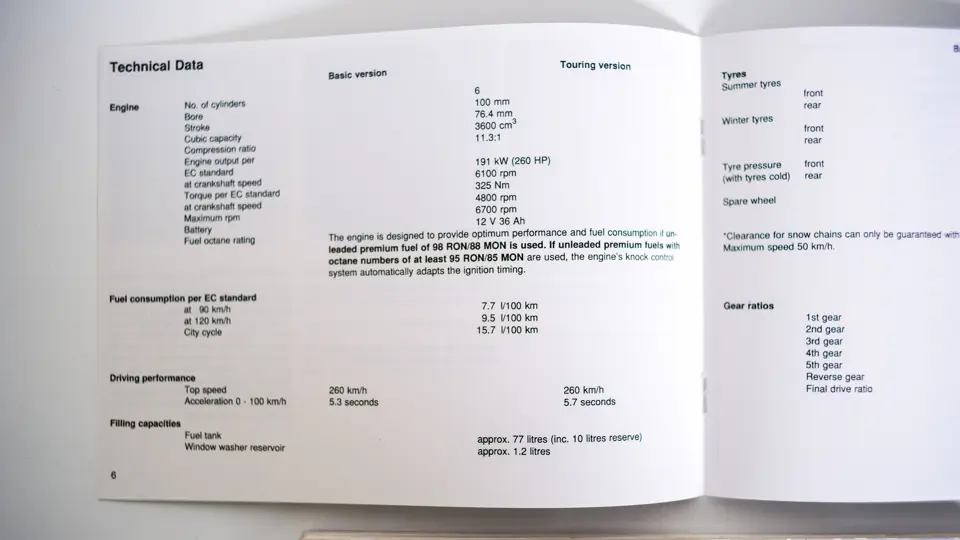 Technical Data
Basic version Touring version
Engine No. of cylinders 6
Bore 100 mm
Stroke 76.4 mm
Cubic capacity 3600 cm³
Compression ratio 11.3:1
Engine output per
EC standard 191 kW (260 HP)
at crankshaft speed 6100 rpm
Torque per EC standard 325 Nm
at crankshaft speed 4800 rpm
Maximum rpm 6700 rpm
Battery 12 V 36 Ah
Fuel octane rating The engine is designed to provide optimum performance and fuel consumption if un-
leaded premium fuel of 98 RON/88 MON is used. If unleaded premium fuels with
octane numbers of at least 95 RON/85 MON are used, the engine's knock control
system automatically adapts the ignition timing.
Fuel consumption per EC standard
at 90 km/h 7.7 l/100 km
at 120 km/h 9.5 l/100 km
City cycle 15.7 l/100 km
Driving performance
Top speed 260 km/h 260 km/h
Acceleration 0 - 100 km/h 5.3 seconds 5.7 seconds
Filling capacities
Fuel tank approx. 77 litres (inc. 10 litres reserve)
Window washer reservoir approx. 1.2 litres
6
Tyres
Summer tyres
front
rear
Winter tyres
front
rear
Tyre pressure front
(with tyres cold) rear
Spare wheel
*Clearance for snow chains can only be guaranteed with
Maximum speed 50 km/h.
Gear ratios
1st gear
2nd gear
3rd gear
4th gear
5th gear
Reverse gear
Final drive ratio